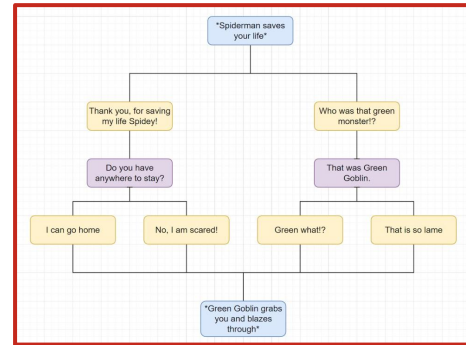 *Spiderman saves
your life*
Thank you, for saving
my life Spidey!
Who was that green
monster!?
Do you have
anywhere to stay?
That was Green
Goblin.
I can go home
No, I am scared!
Green what!?
That is so lame
*Green Goblin grabs
you and blazes
through*